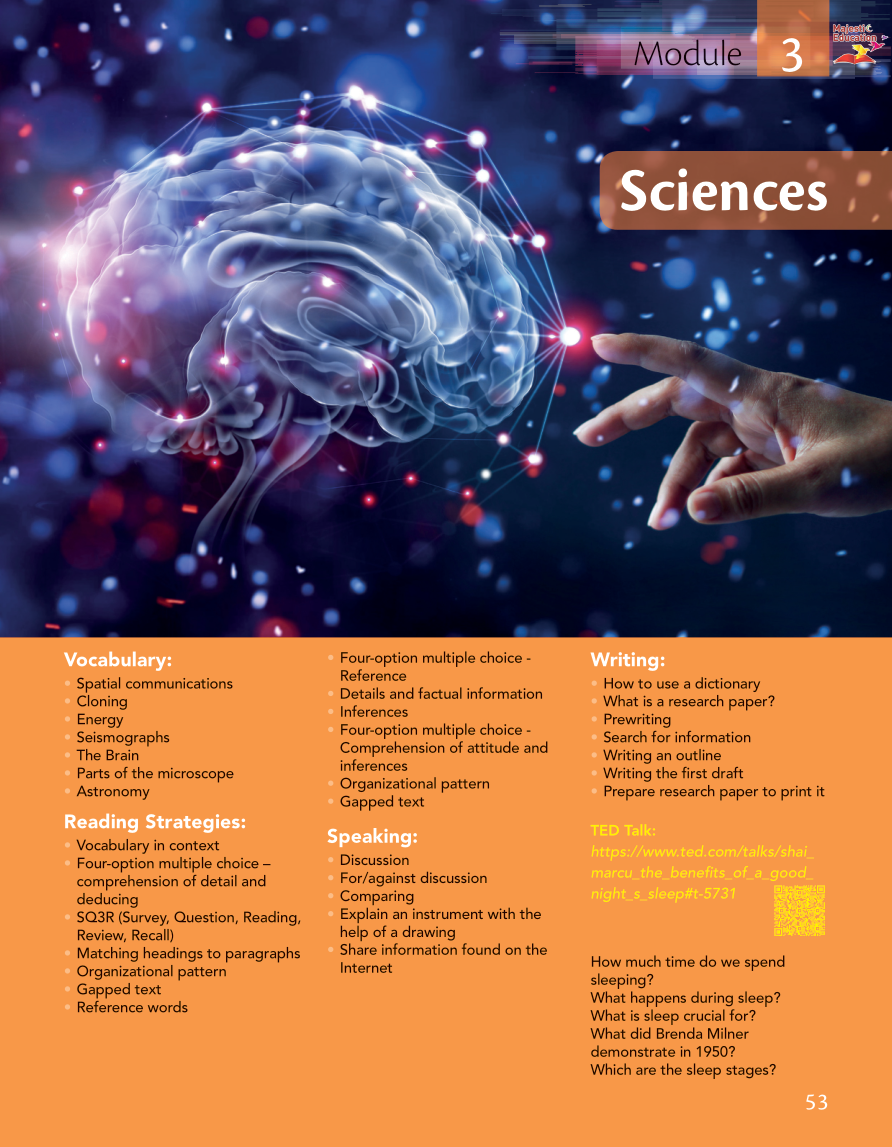 Module 3
Majestic
Education
Sciences
Vocabulary:
• Spatial communications
• Cloning
• Energy
• Seismographs
• The Brain
• Parts of the microscope
• Astronomy
Reading Strategies:
• Vocabulary in context
• Four-option multiple choice –
comprehension of detail and
deducing
• SQ3R (Survey, Question, Reading,
Review, Recall)
• Matching headings to paragraphs
• Organizational pattern
• Gapped text
• Reference words
• Four-option multiple choice -
Reference
• Details and factual information
• Inferences
• Four-option multiple choice -
Comprehension of attitude and
inferences
• Organizational pattern
• Gapped text
Speaking:
• Discussion
• For/against discussion
• Comparing
• Explain an instrument with the
help of a drawing
• Share information found on the
Internet
Writing:
• How to use a dictionary
• What is a research paper?
• Prewriting
• Search for information
• Writing an outline
• Writing the first draft
• Prepare research paper to print it
TED Talk:
https://www.ted.com/talks/shai_
marcu_the_benefits_of_a_good_
night_s_sleep#t-5731
How much time do we spend
sleeping?
What happens during sleep?
What is sleep crucial for?
What did Brenda Milner
demonstrate in 1950?
Which are the sleep stages?
53